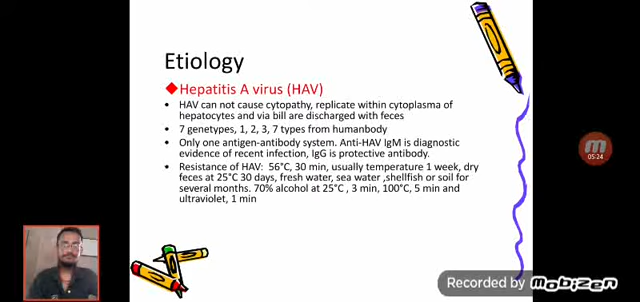 Etiology
Hepatitis A virus (HAV)
• HAV can not cause cytopathy, replicate within cytoplasma of
hepatocytes and via bill are discharged with feces
• 7 genetypes, 1, 2, 3, 7 types from humanbody
• Only one antigen-antibody system. Anti-HAV IgM is diagnostic
evidence of recent infection, IgG is protective antibody.
• Resistance of HAV: 56°C, 30 min, usually temperature 1 week, dry
feces at 25°C 30 days, fresh water, sea water ,shellfish or soil for
several months. 70% alcohol at 25°C , 3 min, 100°C, 5 min and
ultraviolet, 1 min
05:24
Recorded by mobizen